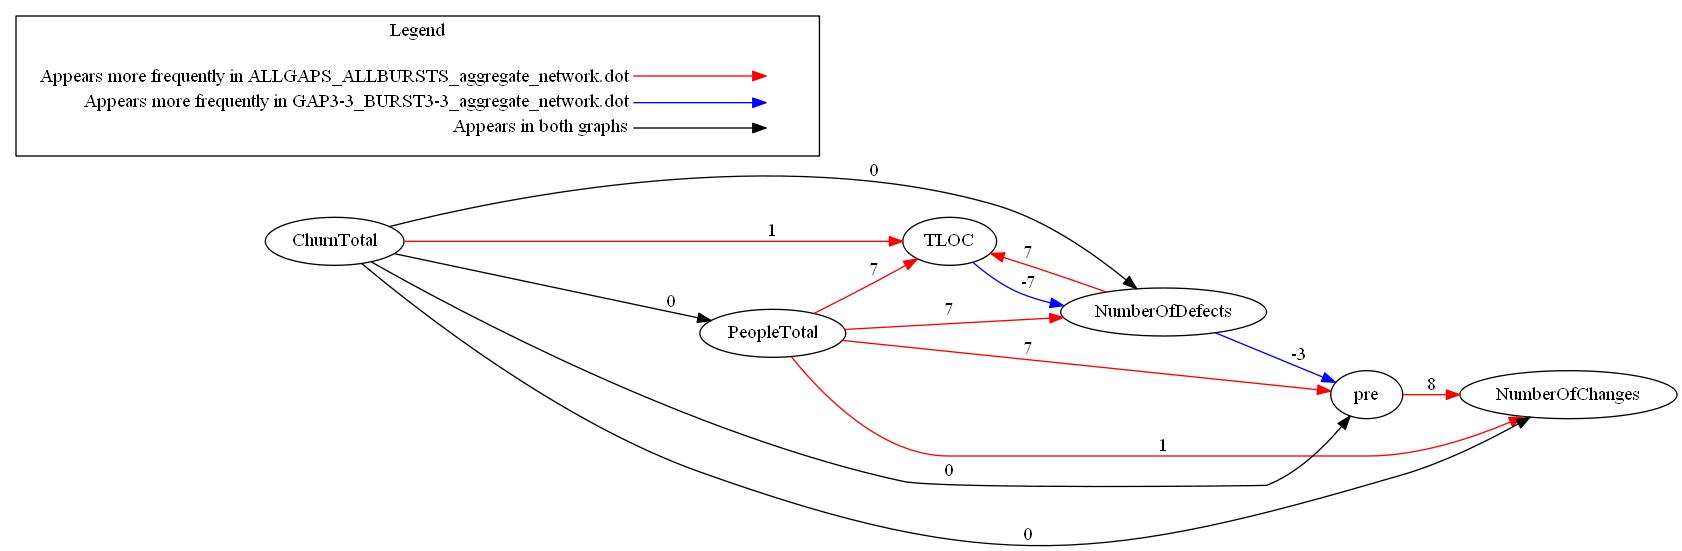 Legend
Appears more frequently in ALLGAPS_ALLBURSTS_aggregate_network.dot
Appears more frequently in GAP3-3_BURST3-3_aggregate_network.dot
Appears in both graphs
0
ChurnTotal
1
TLOC
7
7
-7
0
PeopleTotal
7
NumberOfDefects
7
-3
pre
8
NumberOfChanges
1
0
0